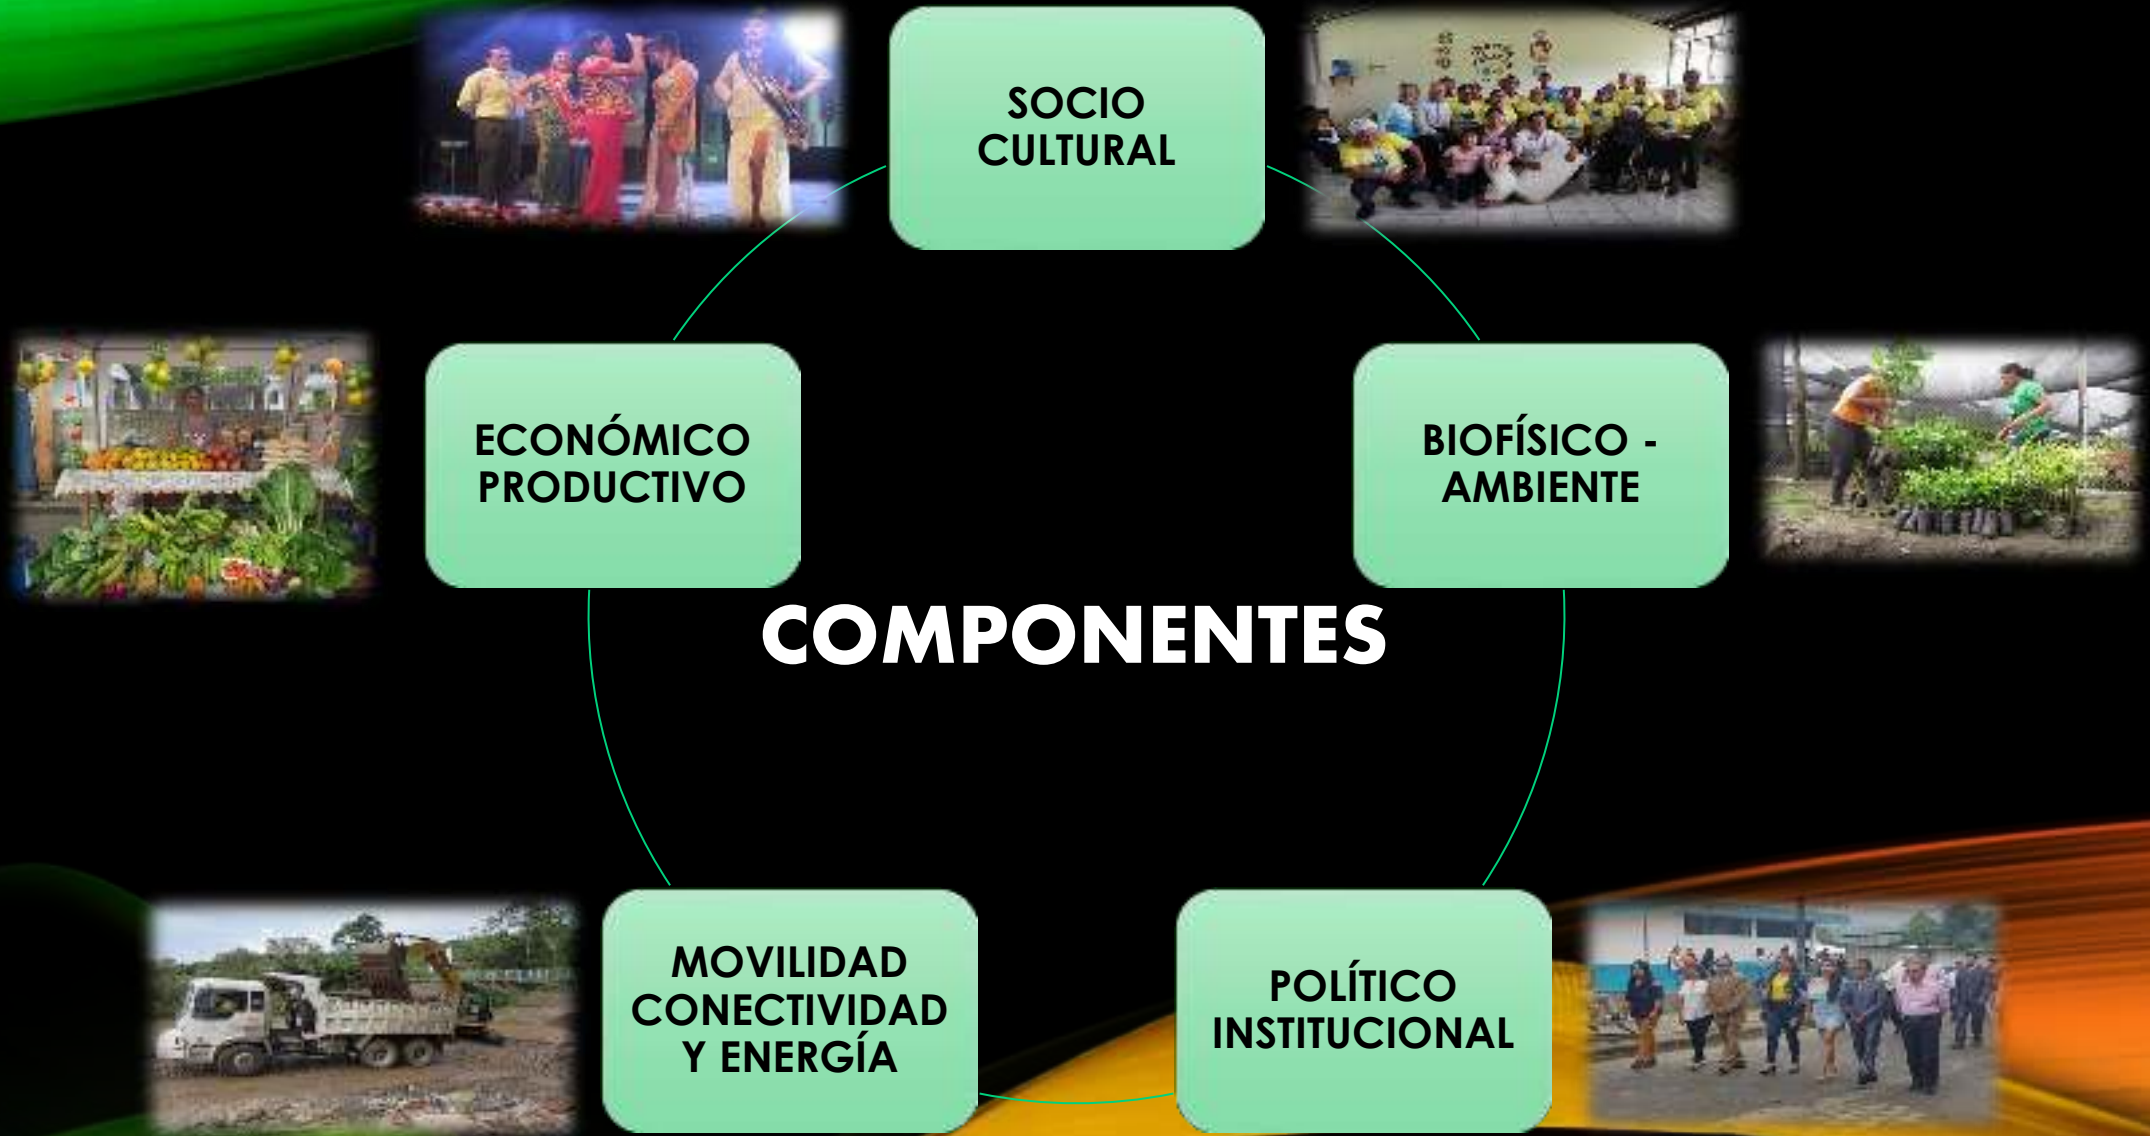 SOCIO
CULTURAL
ECONÓMICO
PRODUCTIVO
BIOFÍSICO -
AMBIENTE
COMPONENTES
MOVILIDAD
CONECTIVIDAD
Y ENERGÍA
POLÍTICO
INSTITUCIONAL